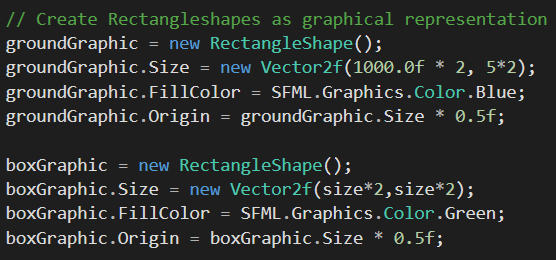 // Create Rectangleshapes as graphical representation
groundGraphic = new RectangleShape();
groundGraphic.Size = new Vector2f(1000.0f * 2, 5*2);
groundGraphic.FillColor = SFML.Graphics.Color.Blue;
groundGraphic.Origin = groundGraphic.Size * 0.5f;

boxGraphic = new RectangleShape();
boxGraphic.Size = new Vector2f(size*2,size*2);
boxGraphic.FillColor = SFML.Graphics.Color.Green;
boxGraphic.Origin = boxGraphic.Size * 0.5f;